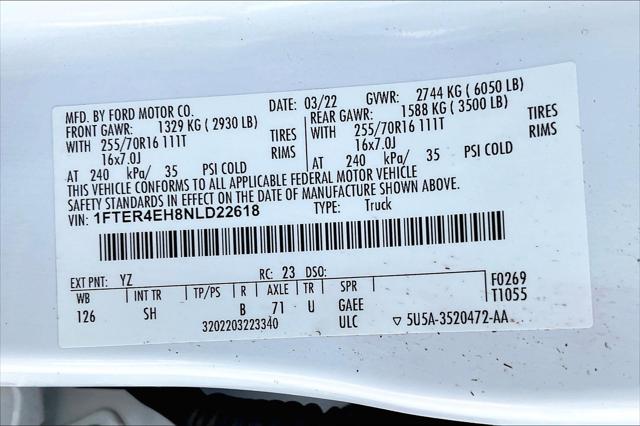 MFD. BY FORD MOTOR CO. DATE: 03/22 GVWR: 2744 KG ( 6050 LB)
FRONT GAWR: 1329 KG ( 2930 LB) REAR GAWR: 1588 KG ( 3500 LB)
WITH 255/70R16 111T TIRES WITH 255/70R16 111T TIRES
16x7.0J RIMS 16x7.0J RIMS
AT 240 kPa/ 35 PSI COLD AT 240 kPa/ 35 PSI COLD
THIS VEHICLE CONFORMS TO ALL APPLICABLE FEDERAL MOTOR VEHICLE
SAFETY STANDARDS IN EFFECT ON THE DATE OF MANUFACTURE SHOWN ABOVE.
VIN: 1FTER4EH8NLD22618 TYPE: Truck
EXT PNT: YZ RC: 23 DSO: F0269
WB INT TR TP/PS R AXLE TR SPR T1055
126 SH B 71 U GAEE
3202203223340 ULC ▽ 5U5A-3520472-AA